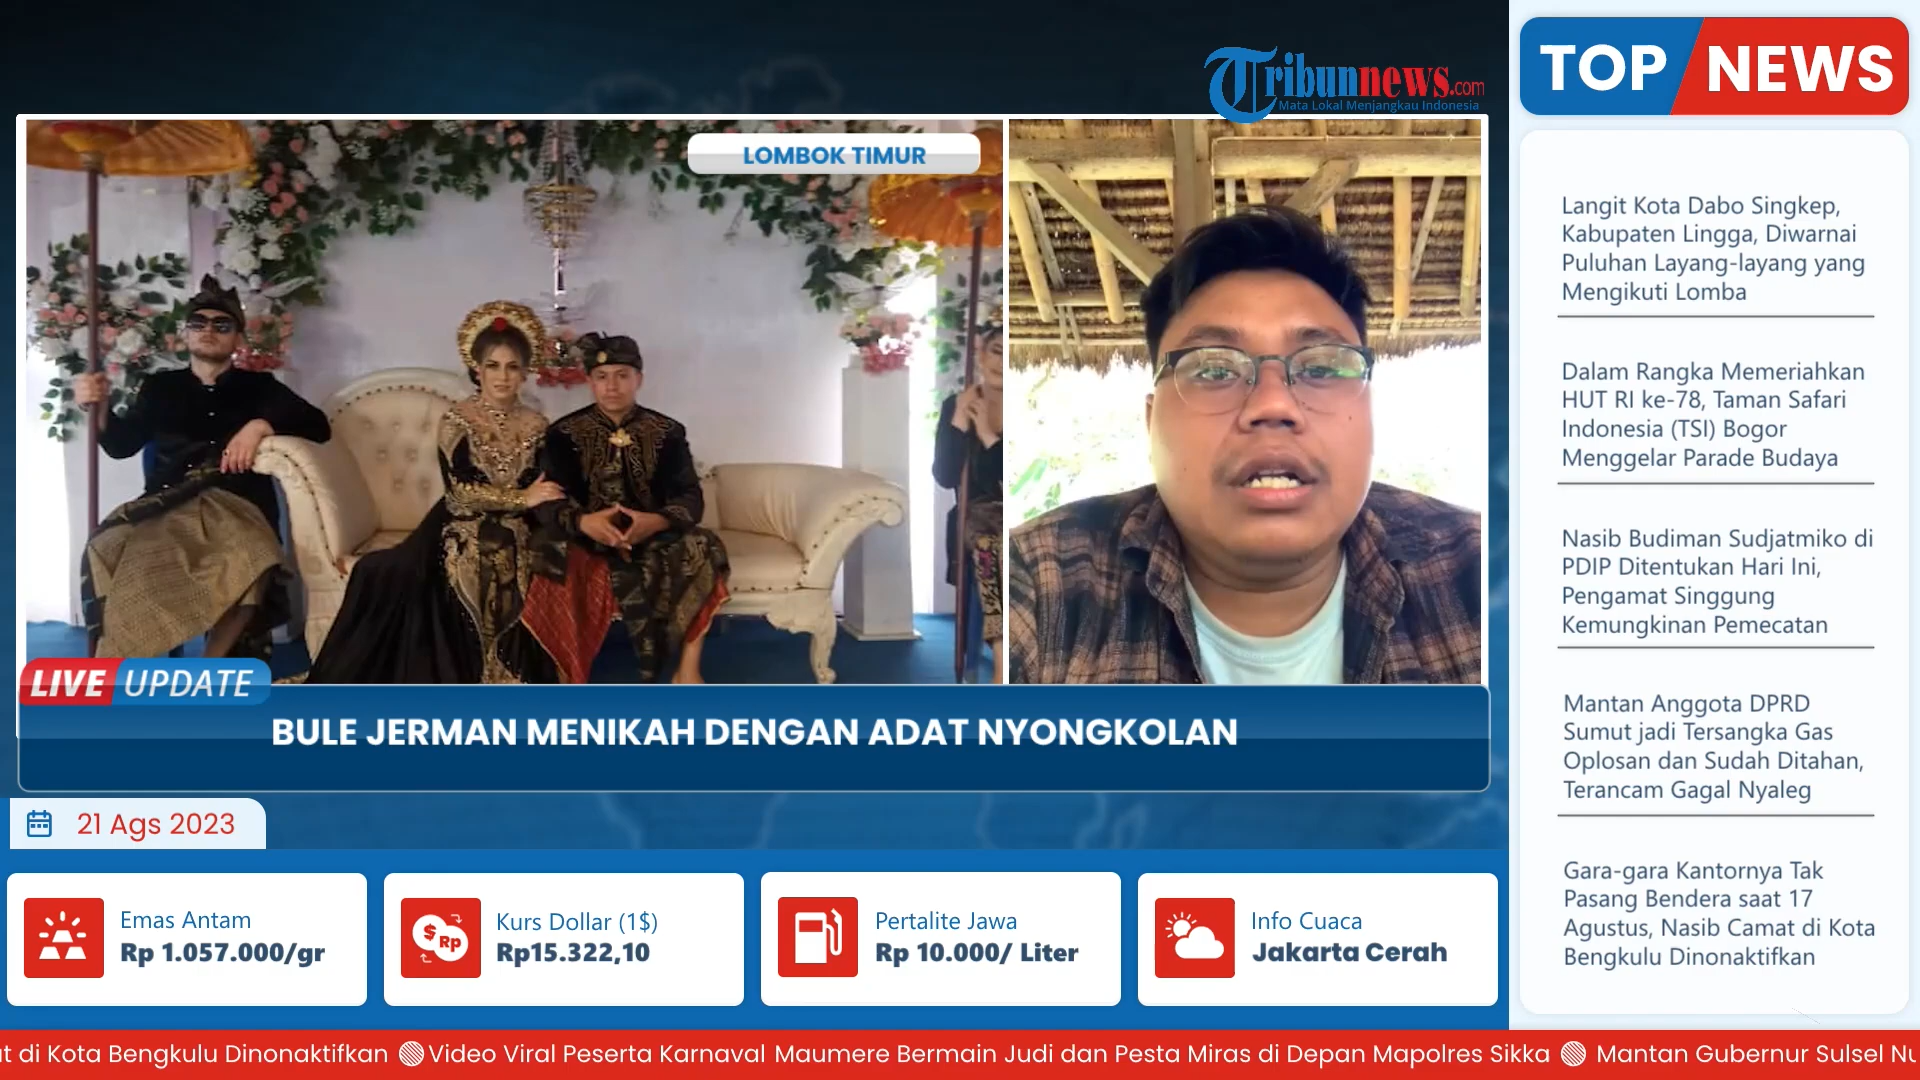 Tribunnews.com
Mata Lokal Menjangkau Indonesia
LOMBOK TIMUR
LIVE UPDATE
BULE JERMAN MENIKAH DENGAN ADAT NYONGKOLAN
21 Ags 2023
Emas Antam
Rp 1.057.000/gr
Kurs Dollar (1$)
Rp15.322,10
Pertalite Jawa
Rp 10.000/ Liter
Info Cuaca
Jakarta Cerah
TOP NEWS
Langit Kota Dabo Singkep,
Kabupaten Lingga, Diwarnai
Puluhan Layang-layang yang
Mengikuti Lomba
Dalam Rangka Memeriahkan
HUT RI ke-78, Taman Safari
Indonesia (TSI) Bogor
Menggelar Parade Budaya
Nasib Budiman Sudjatmiko di
PDIP Ditentukan Hari Ini,
Pengamat Singgung
Kemungkinan Pemecatan
Mantan Anggota DPRD
Sumut jadi Tersangka Gas
Oplosan dan Sudah Ditahan,
Terancam Gagal Nyaleg
Gara-gara Kantornya Tak
Pasang Bendera saat 17
Agustus, Nasib Camat di Kota
Bengkulu Dinonaktifkan
di Kota Bengkulu Dinonaktifkan Video Viral Peserta Karnaval Maumere Bermain Judi dan Pesta Miras di Depan Mapolres Sikka Mantan Gubernur Sulsel